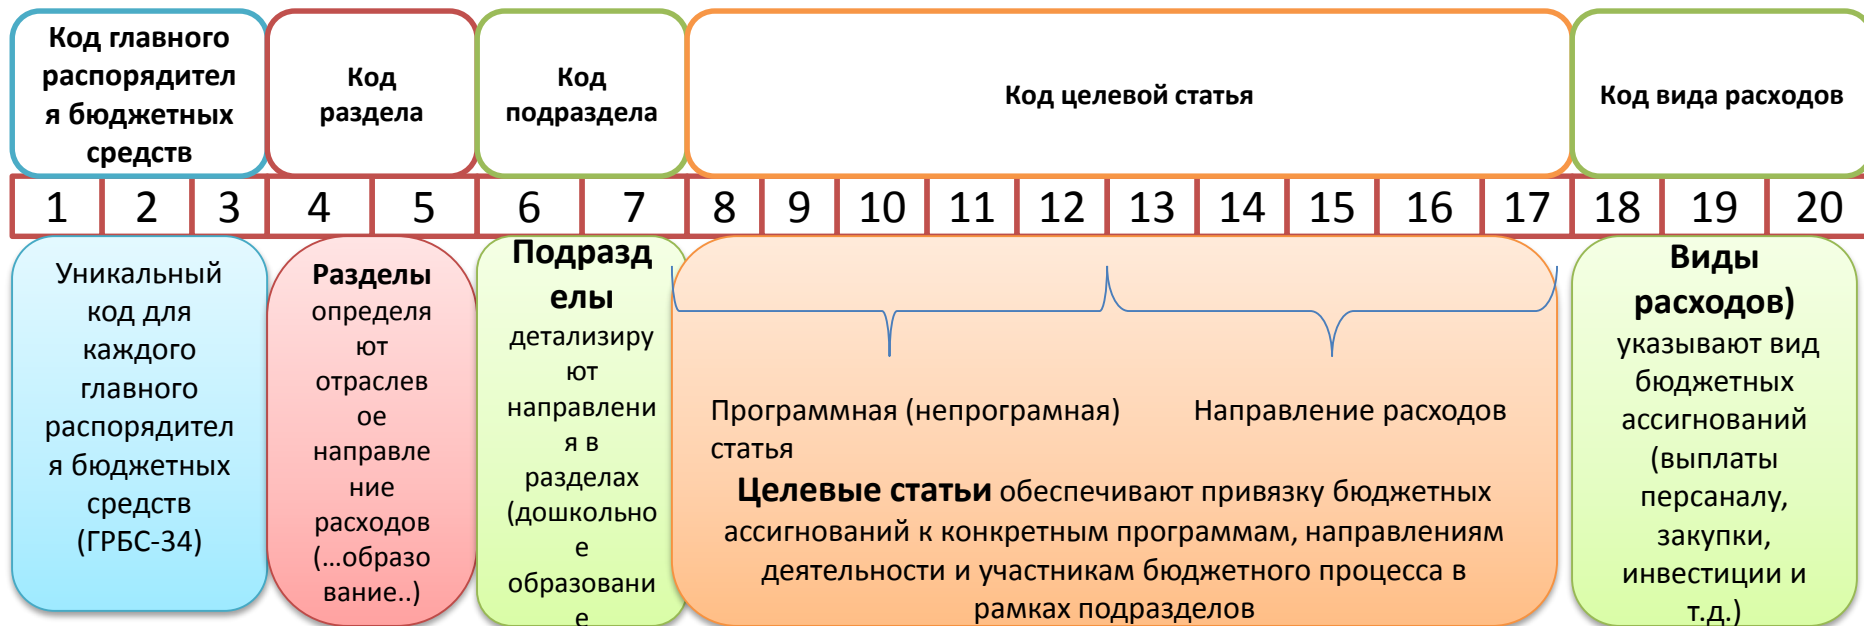 Код главного
распорядител
я бюджетных
средств
Код
раздела
Код
подраздела
Код целевой статья
Код вида расходов
1 2 3 4 5 6 7 8 9 10 11 12 13 14 15 16 17 18 19 20
Уникальный
код для
каждого
главного
распорядител
я бюджетных
средств
(ГРБС-34)
Разделы
определя
ют
отраслев
ое
направле
ние
расходов
(…образо
вание..)
Подразд
елы
детализиру
ют
направлени
я в
разделах
(дошкольно
е
образовани
е
Программная (непрограмная)
статья
Направление расходов
Целевые статьи обеспечивают привязку бюджетных
ассигнований к конкретным программам, направлениям
деятельности и участникам бюджетного процесса в
рамках подразделов
Виды
расходов)
указывают вид
бюджетных
ассигнований
(выплаты
персаналу,
закупки,
инвестиции и
т.д.)